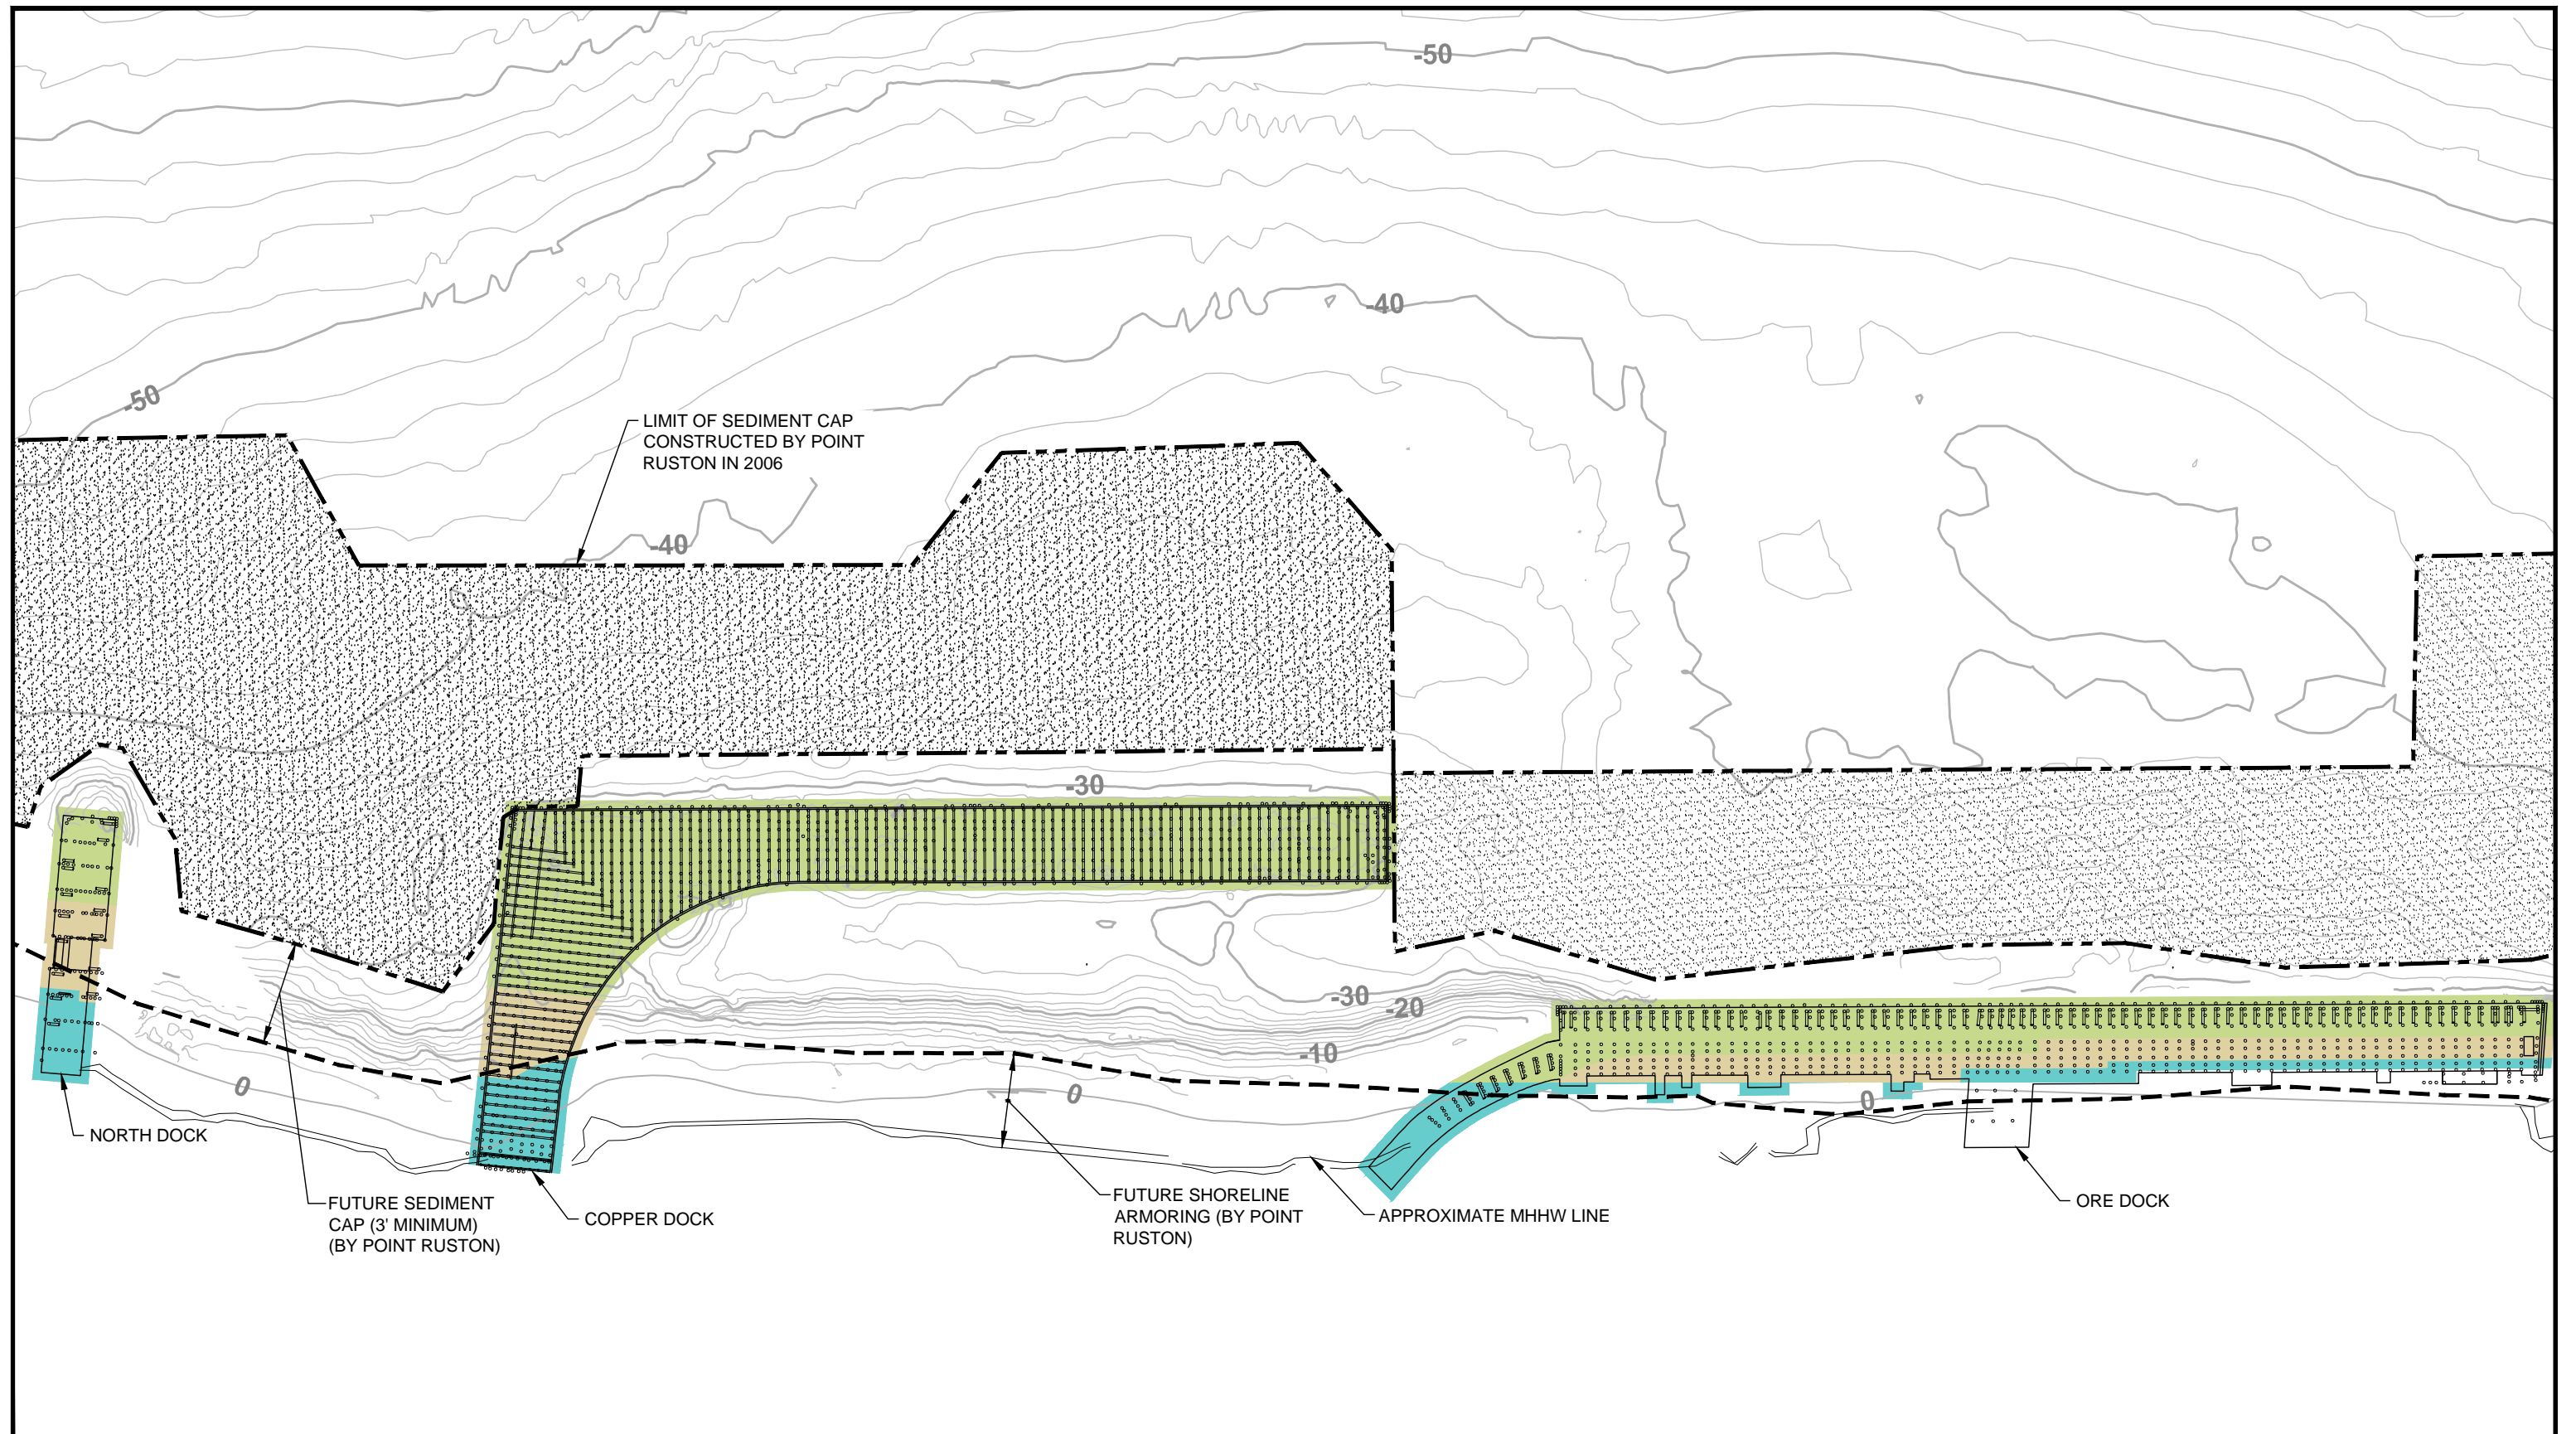 -50
-40
-50
LIMIT OF SEDIMENT CAP
CONSTRUCTED BY POINT
RUSTON IN 2006
-40
-30
-30
-20
-10
0
0
0
NORTH DOCK
FUTURE SEDIMENT
CAP (3' MINIMUM)
(BY POINT RUSTON)
COPPER DOCK
FUTURE SHORELINE
ARMORING (BY POINT
RUSTON)
APPROXIMATE MHHW LINE
ORE DOCK